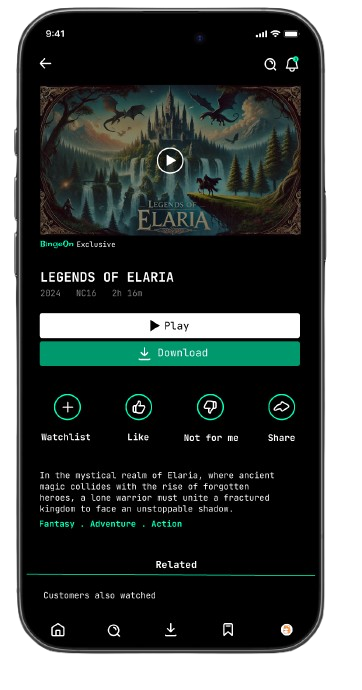 9:41
LEGENDS OF
ELARIA
BingeOn Exclusive
LEGENDS OF ELARIA
2024 NC16 2h 16m
Play
Download
Watchlist Like Not for me Share
In the mystical realm of Elaria, where ancient
magic collides with the rise of forgotten
heroes, a lone warrior must unite a fractured
kingdom to face an unstoppable shadow.
Fantasy . Adventure . Action
Related
Customers also watched